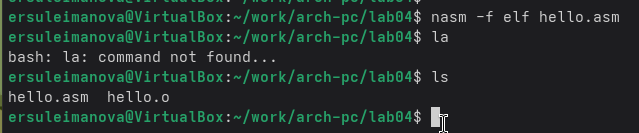 ersuleimanova@VirtualBox:~/work/arch-pc/lab04$ nasm -f elf hello.asm
ersuleimanova@VirtualBox:~/work/arch-pc/lab04$ la
bash: la: command not found...
ersuleimanova@VirtualBox:~/work/arch-pc/lab04$ ls
hello.asm  hello.o
ersuleimanova@VirtualBox:~/work/arch-pc/lab04$